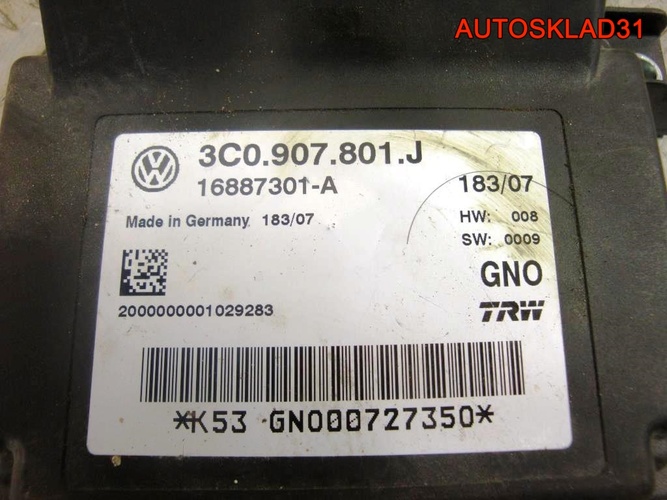 AUTOSKLAD31
3C0.907.801.J
16887301-A
183/07
Made in Germany 183/07
HW: 008
SW: 0009
GNO
2000000001029283
TRW
*K53 GNO00727350*